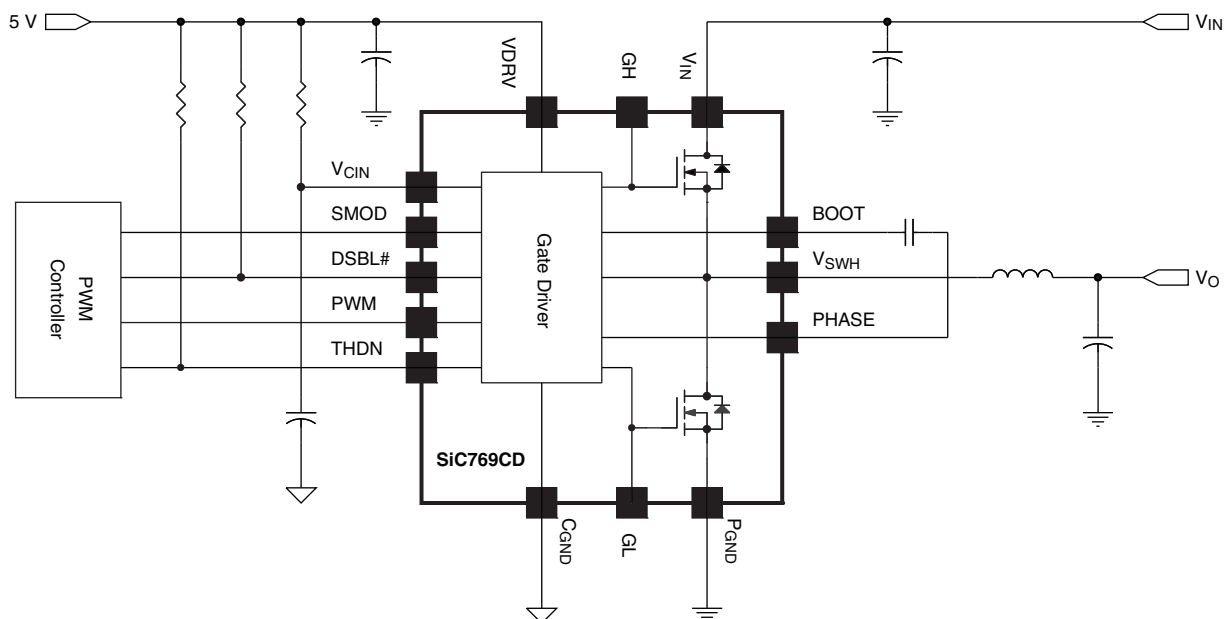 5 V
VDRV
GH
VIN
VIN
VCIN
SMOD
DSBL#
PWM
THDN
PWM
Controller
Gate Driver
BOOT
VSWH
PHASE
VO
SiC769CD
CGND
GL
PGND